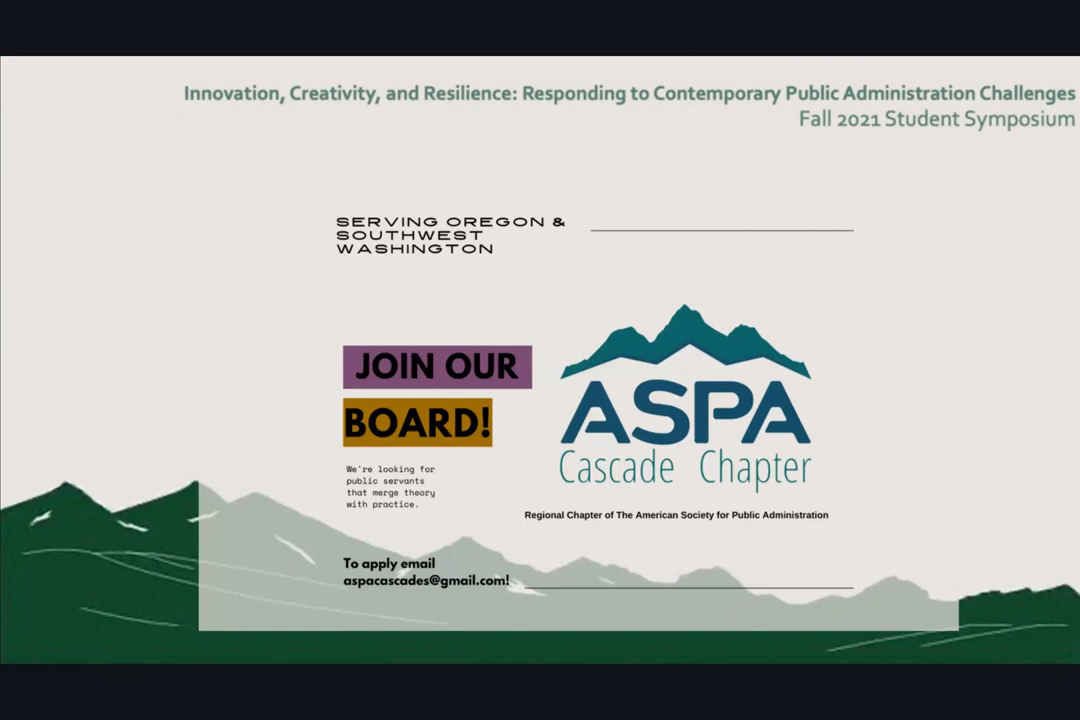 Innovation, Creativity, and Resilience: Responding to Contemporary Public Administration Challenges
Fall 2021 Student Symposium
SERVING OREGON &
SOUTHWEST
WASHINGTON
JOIN OUR
BOARD!
We're looking for
public servants
that merge theory
with practice.
To apply email
aspacascades@gmail.com!
ASPA
Cascade Chapter
Regional Chapter of The American Society for Public Administration